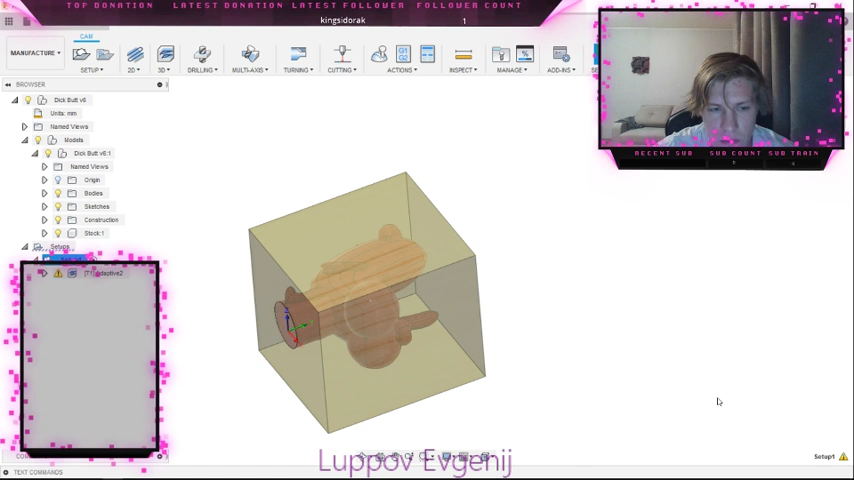 TOP DONATION LATEST DONATION LATEST FOLLOWER FOLLOWER COUNT
kingsidorak 1
MANUFACTURE
CAM
SETUP
2D
3D
DRILLING
MULTI-AXIS
TURNING
CUTTING
ACTIONS
INSPECT
MANAGE
ADD-INS
BROWSER
Dick Butt v6
Units: mm
Named Views
Models
Dick Butt v6:1
Named Views
Origin
Bodies
Sketches
Construction
Stock:1
Setups
RECENT SUB SUB COUNT SUB TRAIN
Luppov Evgenij
Setup1
TEXT COMMANDS